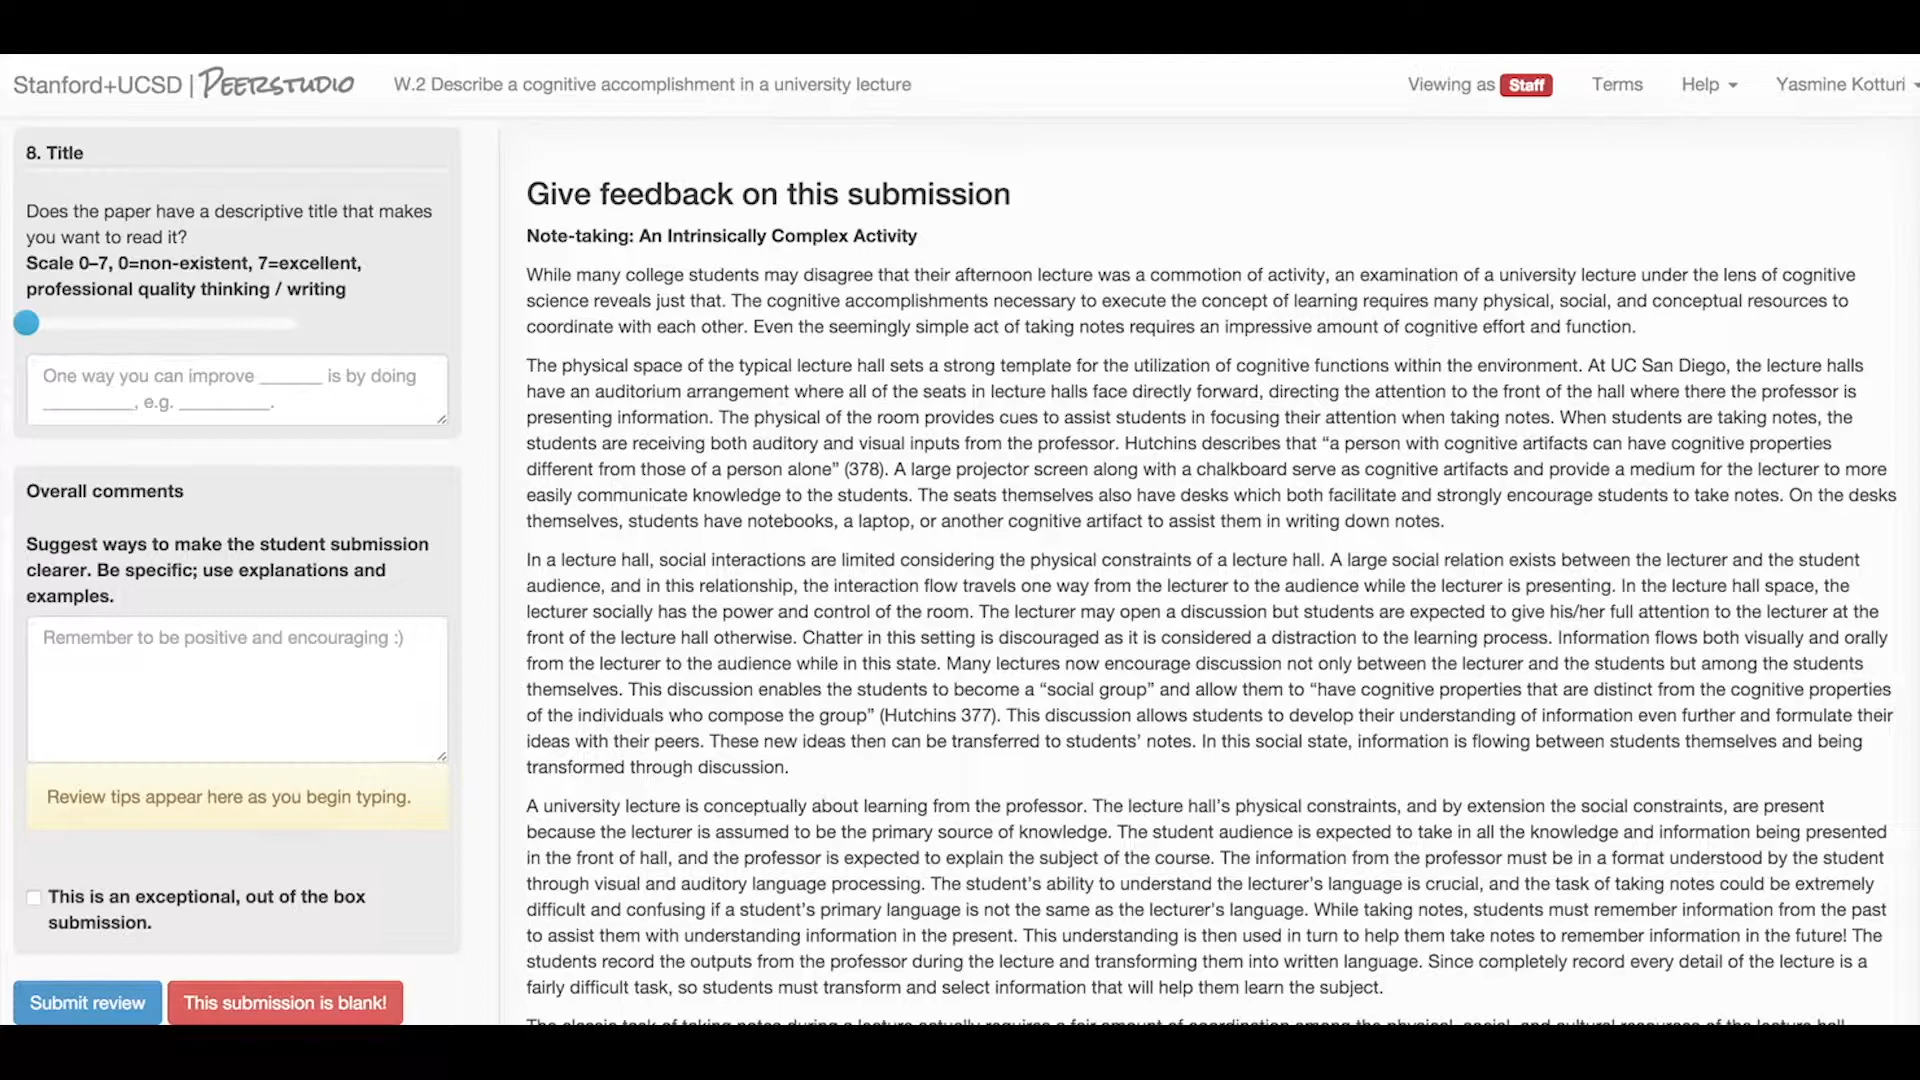 Stanford+UCSD | PeerStudio
W.2 Describe a cognitive accomplishment in a university lecture
Viewing as Staff
Terms
Help
Yasmine Kotturi
8. Title
Does the paper have a descriptive title that makes
you want to read it?
Scale 0–7, 0=non-existent, 7=excellent,
professional quality thinking / writing
One way you can improve _______ is by doing
__________, e.g. __________.
Overall comments
Suggest ways to make the student submission
clearer. Be specific; use explanations and
examples.
Remember to be positive and encouraging :)
Review tips appear here as you begin typing.
This is an exceptional, out of the box
submission.
Submit review
This submission is blank!
Give feedback on this submission
Note-taking: An Intrinsically Complex Activity
While many college students may disagree that their afternoon lecture was a commotion of activity, an examination of a university lecture under the lens of cognitive
science reveals just that. The cognitive accomplishments necessary to execute the concept of learning requires many physical, social, and conceptual resources to
coordinate with each other. Even the seemingly simple act of taking notes requires an impressive amount of cognitive effort and function.
The physical space of the typical lecture hall sets a strong template for the utilization of cognitive functions within the environment. At UC San Diego, the lecture halls
have an auditorium arrangement where all of the seats in lecture halls face directly forward, directing the attention to the front of the hall where there the professor is
presenting information. The physical of the room provides cues to assist students in focusing their attention when taking notes. When students are taking notes, the
students are receiving both auditory and visual inputs from the professor. Hutchins describes that “a person with cognitive artifacts can have cognitive properties
different from those of a person alone” (378). A large projector screen along with a chalkboard serve as cognitive artifacts and provide a medium for the lecturer to more
easily communicate knowledge to the students. The seats themselves also have desks which both facilitate and strongly encourage students to take notes. On the desks
themselves, students have notebooks, a laptop, or another cognitive artifact to assist them in writing down notes.
In a lecture hall, social interactions are limited considering the physical constraints of a lecture hall. A large social relation exists between the lecturer and the student
audience, and in this relationship, the interaction flow travels one way from the lecturer to the audience while the lecturer is presenting. In the lecture hall space, the
lecturer socially has the power and control of the room. The lecturer may open a discussion but students are expected to give his/her full attention to the lecturer at the
front of the lecture hall otherwise. Chatter in this setting is discouraged as it is considered a distraction to the learning process. Information flows both visually and orally
from the lecturer to the audience while in this state. Many lectures now encourage discussion not only between the lecturer and the students but among the students
themselves. This discussion enables the students to become a “social group” and allow them to “have cognitive properties that are distinct from the cognitive properties
of the individuals who compose the group” (Hutchins 377). This discussion allows students to develop their understanding of information even further and formulate their
ideas with their peers. These new ideas then can be transferred to students’ notes. In this social state, information is flowing between students themselves and being
transformed through discussion.
A university lecture is conceptually about learning from the professor. The lecture hall’s physical constraints, and by extension the social constraints, are present
because the lecturer is assumed to be the primary source of knowledge. The student audience is expected to take in all the knowledge and information being presented
in the front of hall, and the professor is expected to explain the subject of the course. The information from the professor must be in a format understood by the student
through visual and auditory language processing. The student’s ability to understand the lecturer's language is crucial, and the task of taking notes could be extremely
difficult and confusing if a student’s primary language is not the same as the lecturer's language. While taking notes, students must remember information from the past
to assist them with understanding information in the present. This understanding is then used in turn to help them take notes to remember information in the future! The
students record the outputs from the professor during the lecture and transforming them into written language. Since completely record every detail of the lecture is a
fairly difficult task, so students must transform and select information that will help them learn the subject.
The classic task of taking notes during a lecture actually requires a fair amount of coordination among the physical, social, and cultural resources of the lecture hall.